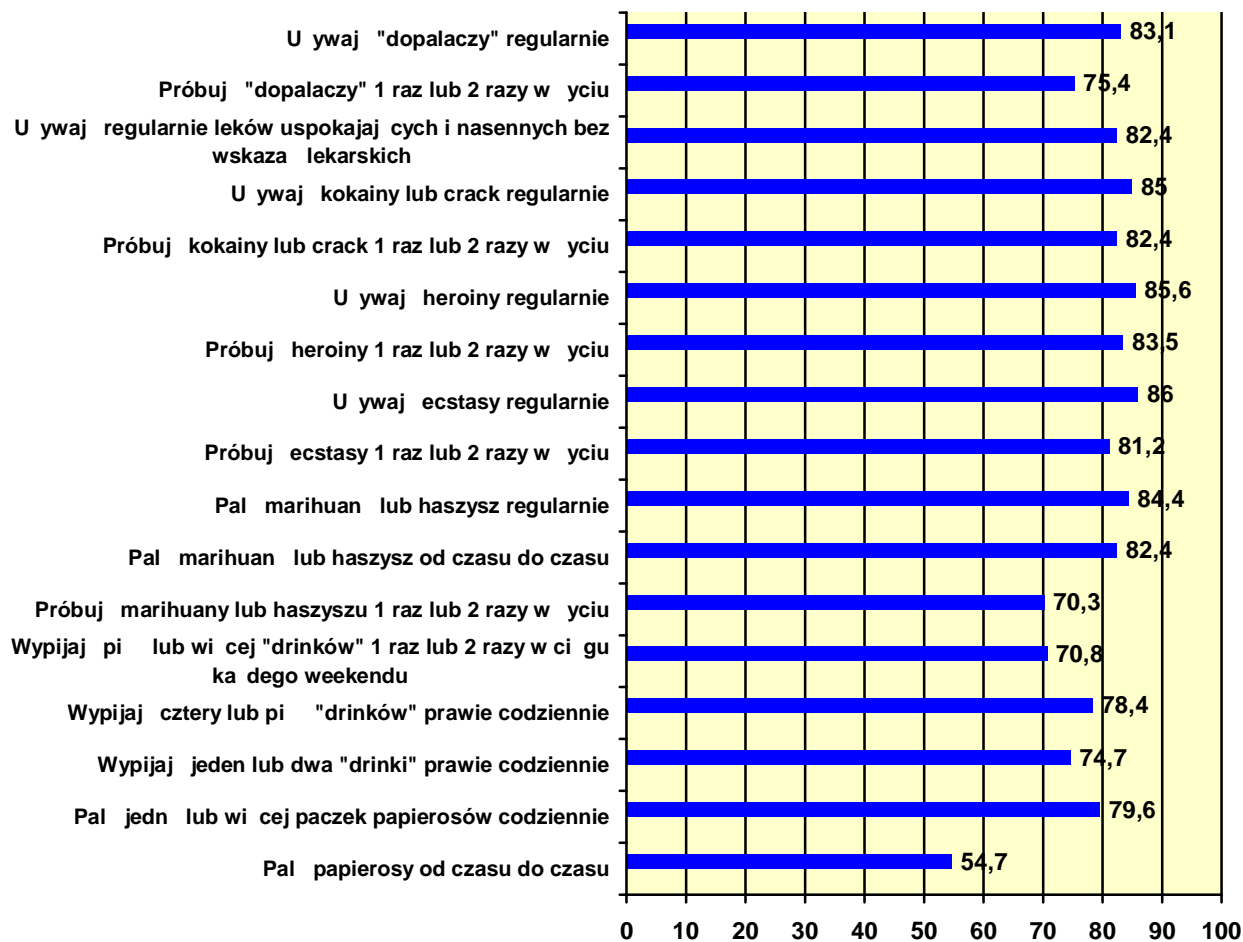 U ywaj "dopalaczy" regularnie 83,1
Próbuj "dopalaczy" 1 raz lub 2 razy w yciu 75,4
U ywaj regularnie leków uspokajaj cych i nasennych bez
wskaza lekarskich 82,4
U ywaj kokainy lub crack regularnie 85
Próbuj kokainy lub crack 1 raz lub 2 razy w yciu 82,4
U ywaj heroiny regularnie 85,6
Próbuj heroiny 1 raz lub 2 razy w yciu 83,5
U ywaj ecstasy regularnie 86
Próbuj ecstasy 1 raz lub 2 razy w yciu 81,2
Pal marihuan lub haszysz regularnie 84,4
Pal marihuan lub haszysz od czasu do czasu 82,4
Próbuj marihuany lub haszyszu 1 raz lub 2 razy w yciu 70,3
Wypijaj pi lub wi cej "drinków" 1 raz lub 2 razy w ci gu
ka dego weekendu 70,8
Wypijaj cztery lub pi "drinków" prawie codziennie 78,4
Wypijaj jeden lub dwa "drinki" prawie codziennie 74,7
Pal jedn lub wi cej paczek papierosów codziennie 79,6
Pal papierosy od czasu do czasu 54,7
0 10 20 30 40 50 60 70 80 90 100